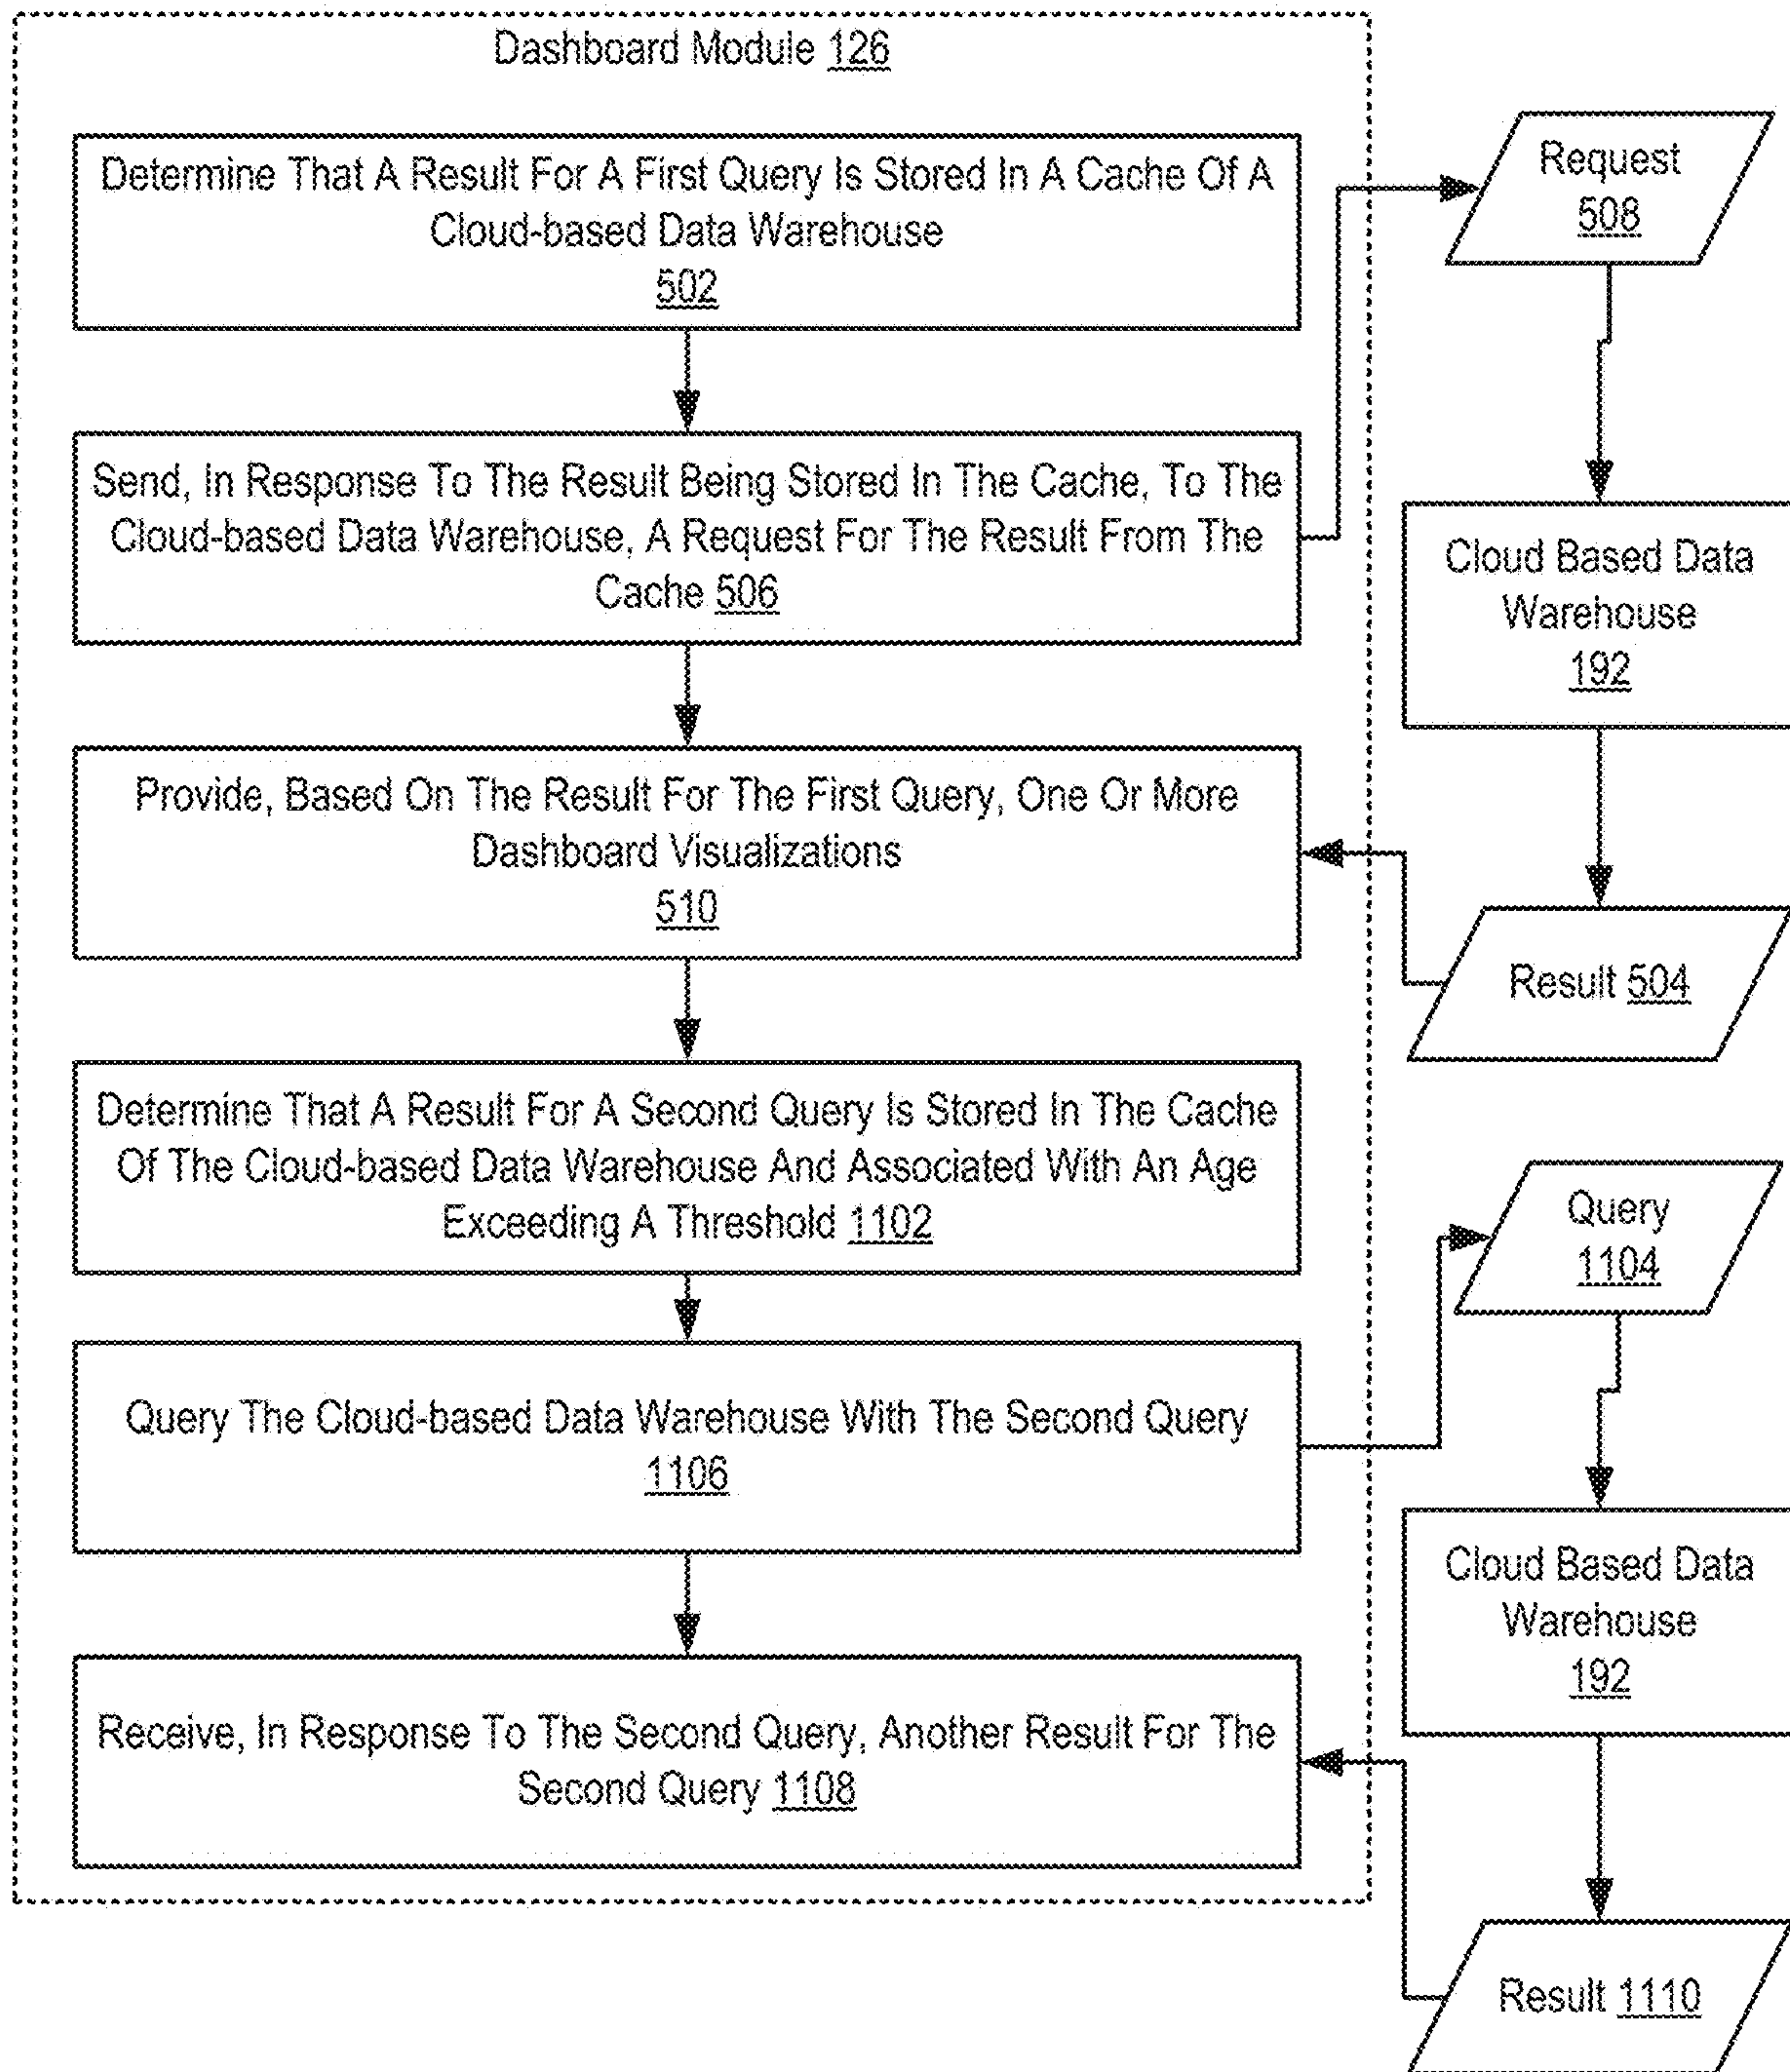 Dashboard Module 126
Determine That A Result For A First Query Is Stored In A Cache Of A
Cloud-based Data Warehouse
502
Send, In Response To The Result Being Stored In The Cache, To The
Cloud-based Data Warehouse, A Request For The Result From The
Cache 506
Provide, Based On The Result For The First Query, One Or More
Dashboard Visualizations
510
Determine That A Result For A Second Query Is Stored In The Cache
Of The Cloud-based Data Warehouse And Associated With An Age
Exceeding A Threshold 1102
Query The Cloud-based Data Warehouse With The Second Query
1106
Receive, In Response To The Second Query, Another Result For The
Second Query 1108
Request
508
Cloud Based Data
Warehouse
192
Result 504
Query
1104
Cloud Based Data
Warehouse
192
Result 1110